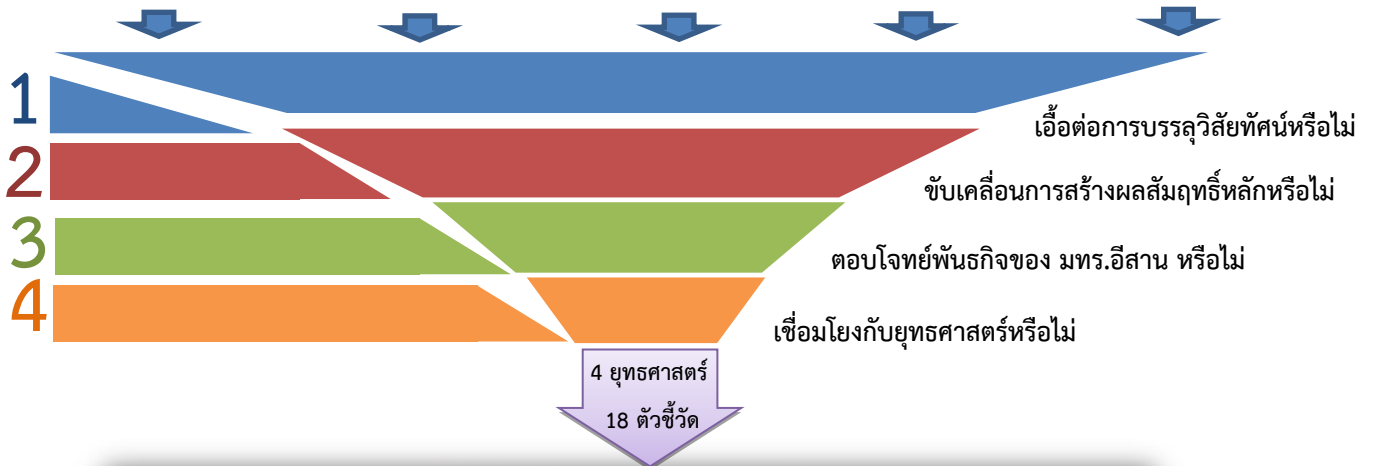 1
เอื้อต่อการบรรลุวิสัยทัศน์หรือไม่
2
ขับเคลื่อนการสร้างผลสัมฤทธิ์หลักหรือไม่
3
ตอบโจทย์พันธกิจของ มทร.อีสาน หรือไม่
4
เชื่อมโยงกับยุทธศาสตร์หรือไม่
4 ยุทธศาสตร์
18 ตัวชี้วัด